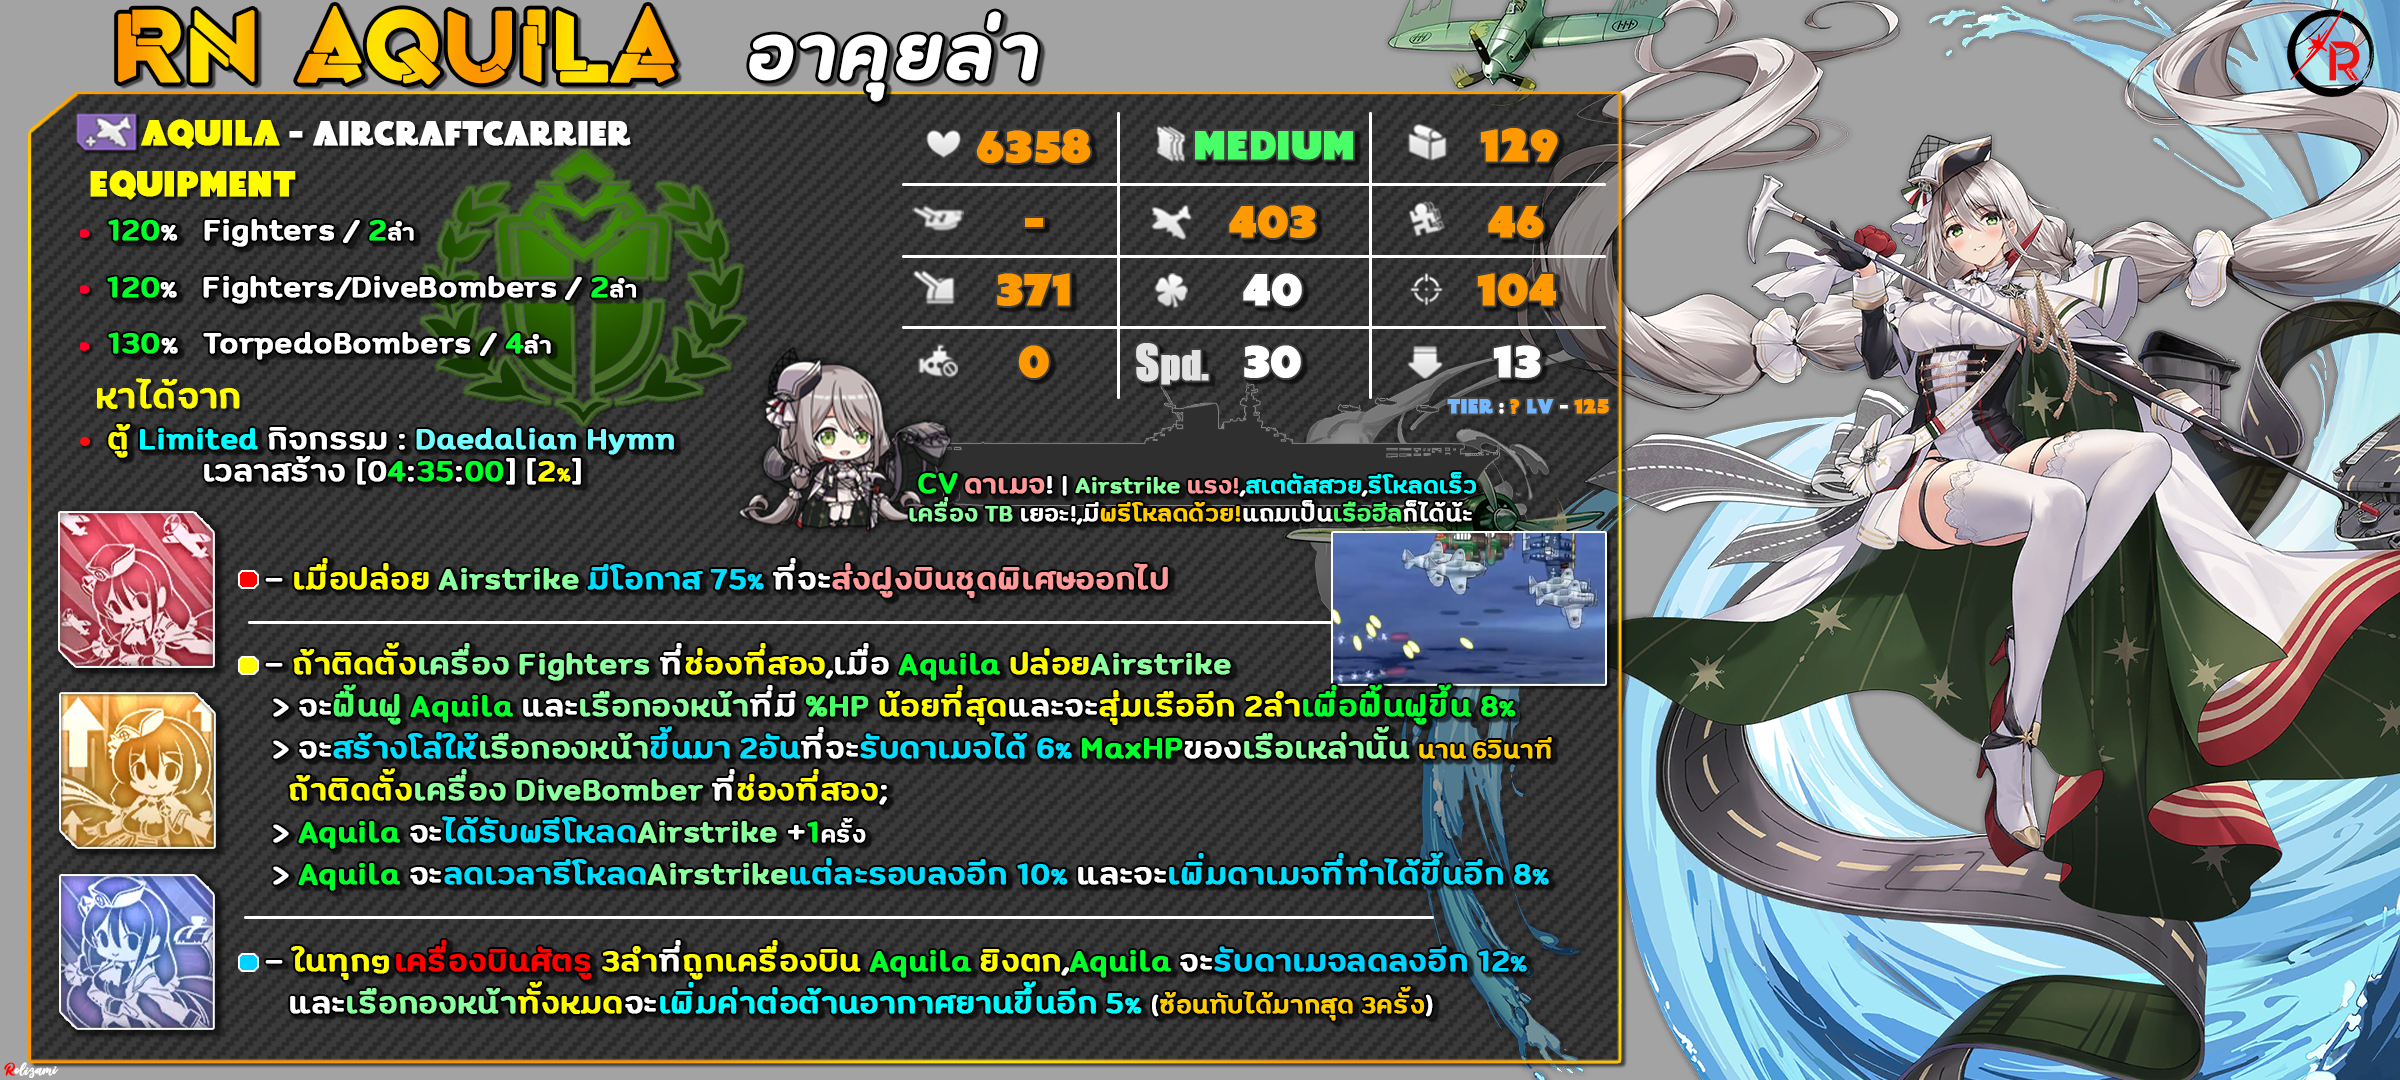 RN AQUILA อาคุยล่า
AQUILA - AIRCRAFTCARRIER
EQUIPMENT
120% Fighters / 2ลำ
120% Fighters/DiveBombers / 2ลำ
130% TorpedoBombers / 4ลำ
หาได้จาก
ตู้ Limited กิจกรรม : Daedalian Hymn
เวลาสร้าง [04:35:00] [2%]
6358 MEDIUM 129
- 403 46
371 40 104
0 Spd. 30 13
TIER : ? LV - 125
CV ดาเมจ! | Airstrike แรง!,สเตตัสสวย,รีโหลดเร็ว
เครื่อง TB เยอะ!,มีพรีโหลดด้วย!แถมเป็นเรือฮีลก็ได้น้ะ
– เมื่อปล่อย Airstrike มีโอกาส 75% ที่จะส่งฝูงบินชุดพิเศษออกไป
– ถ้าติดตั้งเครื่อง Fighters ที่ช่องที่สอง,เมื่อ Aquila ปล่อยAirstrike
> จะฟื้นฟู Aquila และเรือกองหน้าที่มี %HP น้อยที่สุดและจะสุ่มเรืออีก 2ลำเพื่อฟื้นฟูขึ้น 8%
> จะสร้างโล่ให้เรือกองหน้าขึ้นมา 2อันที่จะรับดาเมจได้ 6% MaxHPของเรือเหล่านั้น นาน 6วินาที
ถ้าติดตั้งเครื่อง DiveBomber ที่ช่องที่สอง;
> Aquila จะได้รับพรีโหลดAirstrike +1ครั้ง
> Aquila จะลดเวลารีโหลดAirstrikeแต่ละรอบลงอีก 10% และจะเพิ่มดาเมจที่ทำได้ขึ้นอีก 8%
– ในทุกๆเครื่องบินศัตรู 3ลำที่ถูกเครื่องบิน Aquila ยิงตก,Aquila จะรับดาเมจลดลงอีก 12%
และเรือกองหน้าทั้งหมดจะเพิ่มค่าต่อต้านอากาศยานขึ้นอีก 5% (ซ้อนทับได้มากสุด 3ครั้ง)
Rolizami
R